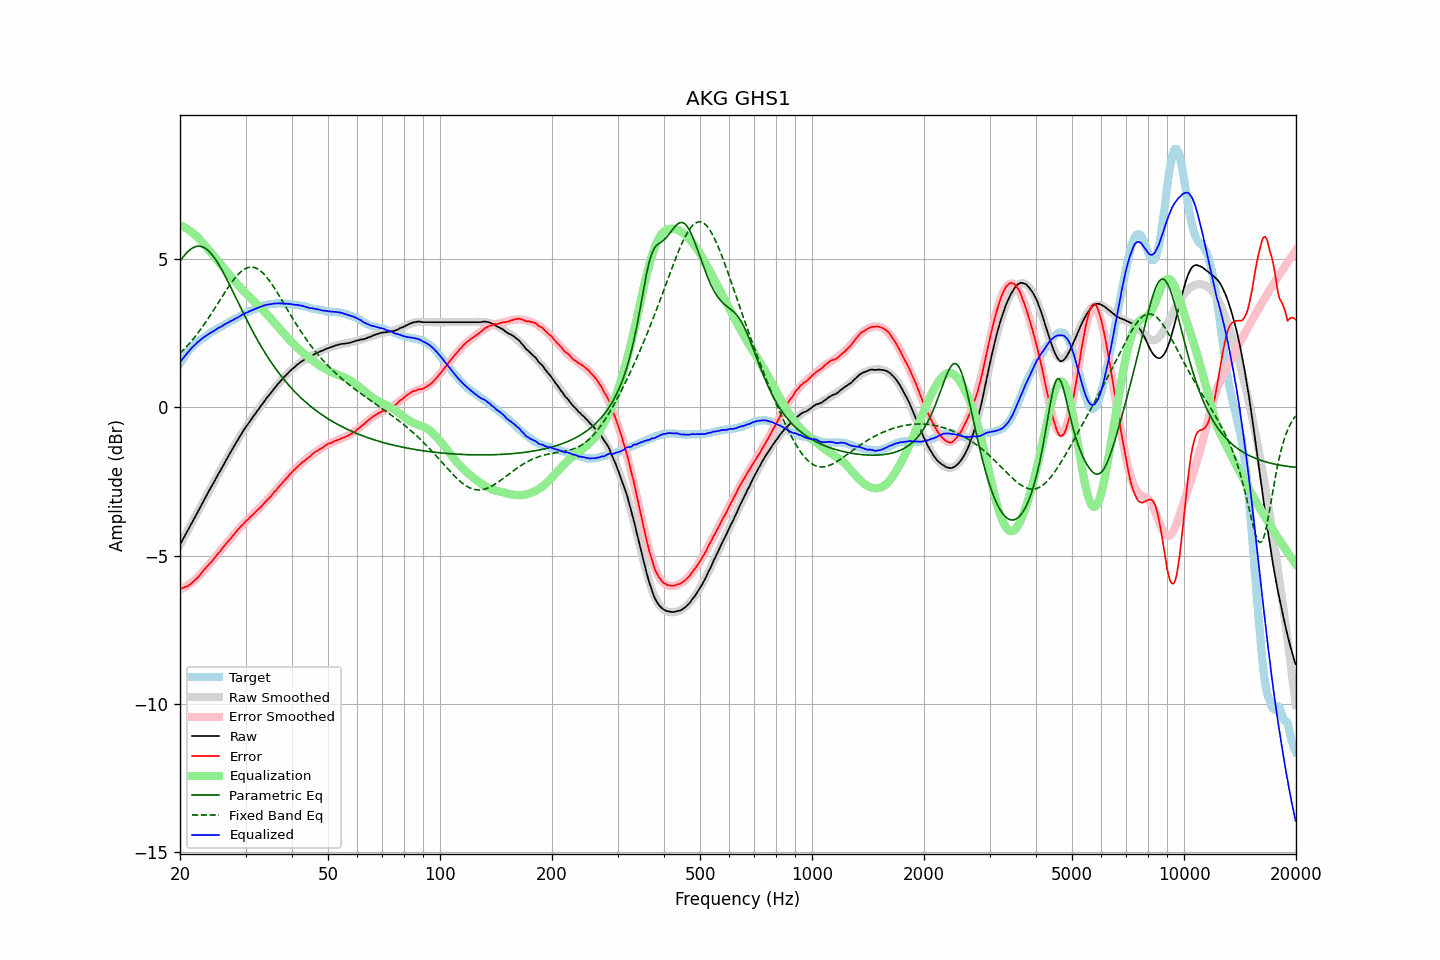 AKG GHS1
Amplitude (dBr)
5
0
−5
−10
−15
Target
Raw Smoothed
Error Smoothed
Raw
Error
Equalization
Parametric Eq
Fixed Band Eq
Equalized
20 50 100 200 500 1000 2000 5000 10000 20000
Frequency (Hz)